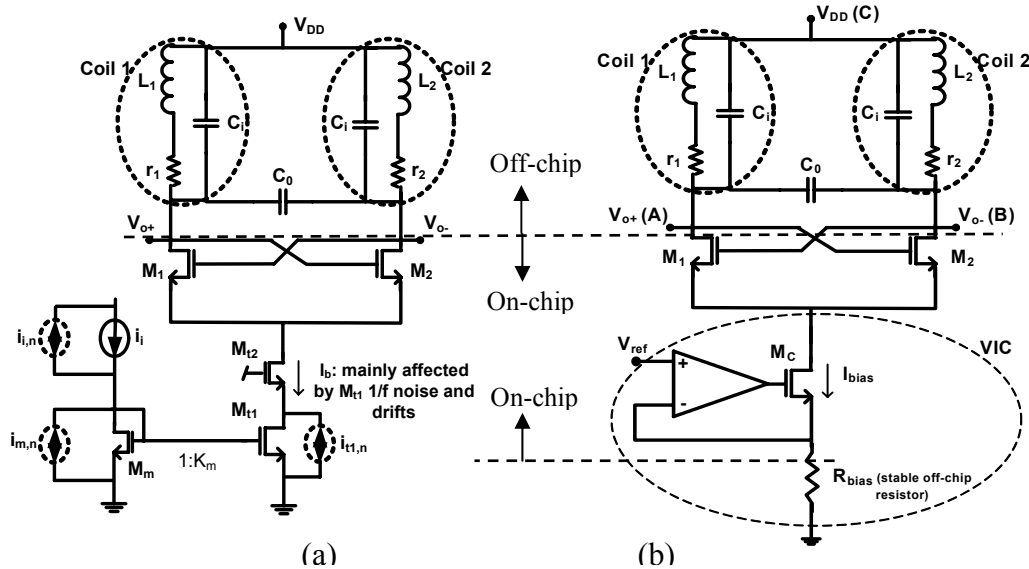 V_DD
Coil 1
L_1
C_i
C_i
Coil 2
L_2
r_1
C_0
r_2
V_o+
V_o-
M_1
M_2
i_i,n
i_i
M_t2
I_b: mainly affected
by M_t1 1/f noise and
drifts
M_t1
i_m,n
M_m
1:K_m
i_t1,n
(a)
Off-chip
On-chip
On-chip
V_DD (C)
Coil 1
L_1
C_i
C_i
Coil 2
L_2
r_1
C_0
r_2
V_o+ (A)
V_o- (B)
M_1
M_2
VIC
V_ref
+
-
M_C
I_bias
R_bias (stable off-chip
resistor)
(b)